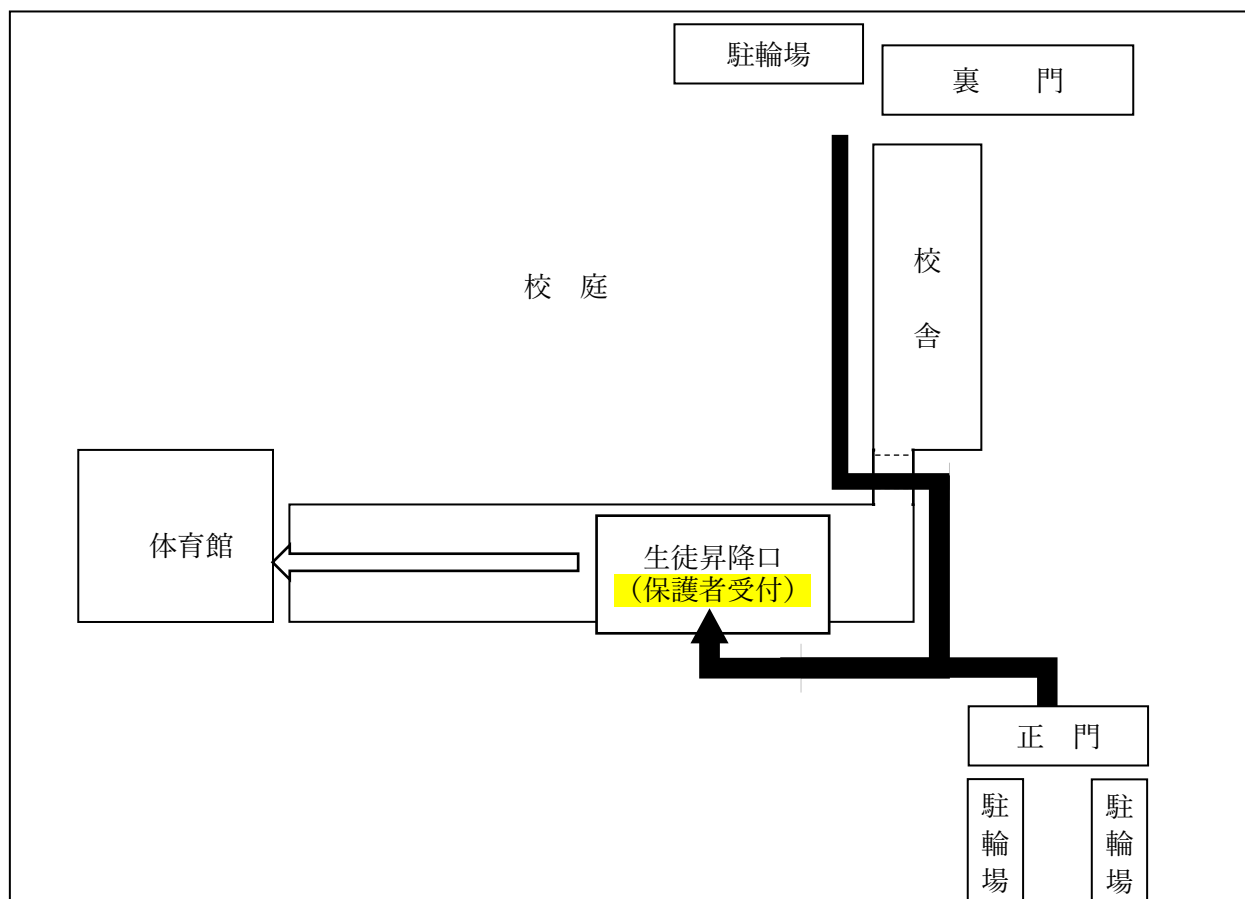 駐輪場
裏　門
校
舎
校　庭
体育館
生徒昇降口
（保護者受付）
正　門
駐輪場
駐輪場